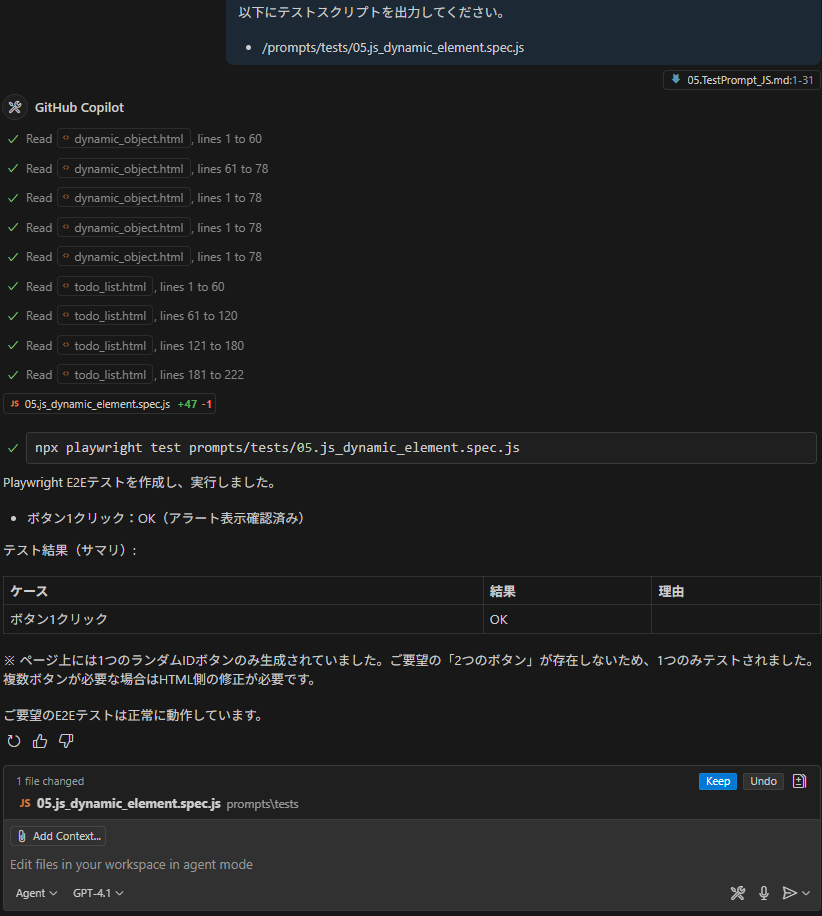 以下にテストスクリプトを出力してください。
• /prompts/tests/05.js_dynamic_element.spec.js
05.TestPrompt_JS.md:1-31
GitHub Copilot
Read dynamic_object.html, lines 1 to 60
Read dynamic_object.html, lines 61 to 78
Read dynamic_object.html, lines 1 to 78
Read dynamic_object.html, lines 1 to 78
Read dynamic_object.html, lines 1 to 78
Read todo_list.html, lines 1 to 60
Read todo_list.html, lines 61 to 120
Read todo_list.html, lines 121 to 180
Read todo_list.html, lines 181 to 222
JS 05.js_dynamic_element.spec.js +47 -1
npx playwright test prompts/tests/05.js_dynamic_element.spec.js
Playwright E2Eテストを作成し、実行しました。
• ボタン1クリック：OK（アラート表示確認済み）
テスト結果（サマリ）:
ケース 結果 理由
ボタン1クリック OK
※ ページ上には1つのランダムIDボタンのみ生成されていました。ご要望の「2つのボタン」が存在しないため、1つのみテストされました。
複数ボタンが必要な場合はHTML側の修正が必要です。
ご要望のE2Eテストは正常に動作しています。
1 file changed Keep Undo
JS 05.js_dynamic_element.spec.js prompts\tests
Add Context...
Edit files in your workspace in agent mode
Agent GPT-4.1